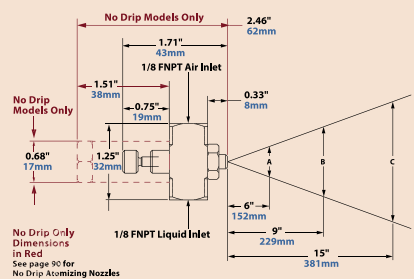 No Drip Models Only
2.46"
62mm
1.71"
43mm
1/8 FNPT Air Inlet
1.51"
38mm
0.33"
8mm
No Drip
Models Only
0.75"
19mm
0.68"
17mm
1.25"
32mm
A
B
C
1/8 FNPT Liquid Inlet
6"
152mm
9"
229mm
15"
381mm
No Drip Only
Dimensions
in Red
See page 90 for
No Drip Atomizing Nozzles